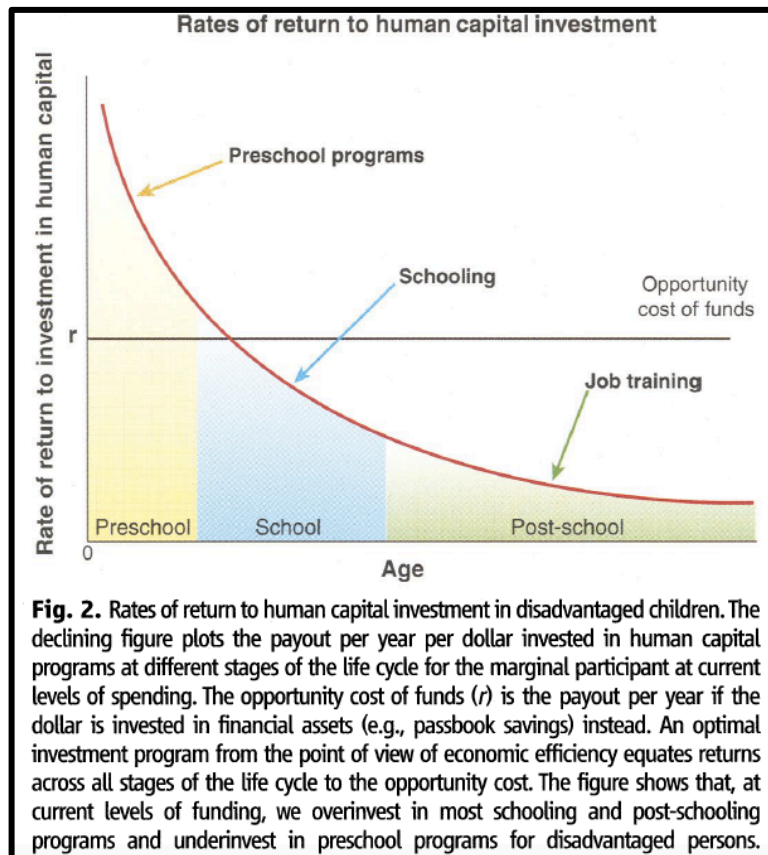 Rates of return to human capital investment
Rate of return to investment in human capital
Preschool programs
Schooling
Opportunity
cost of funds
r
Job training
Preschool
School
Post-school
0
Age
Fig. 2. Rates of return to human capital investment in disadvantaged children. The
declining figure plots the payout per year per dollar invested in human capital
programs at different stages of the life cycle for the marginal participant at current
levels of spending. The opportunity cost of funds (r) is the payout per year if the
dollar is invested in financial assets (e.g., passbook savings) instead. An optimal
investment program from the point of view of economic efficiency equates returns
across all stages of the life cycle to the opportunity cost. The figure shows that, at
current levels of funding, we overinvest in most schooling and post-schooling
programs and underinvest in preschool programs for disadvantaged persons.